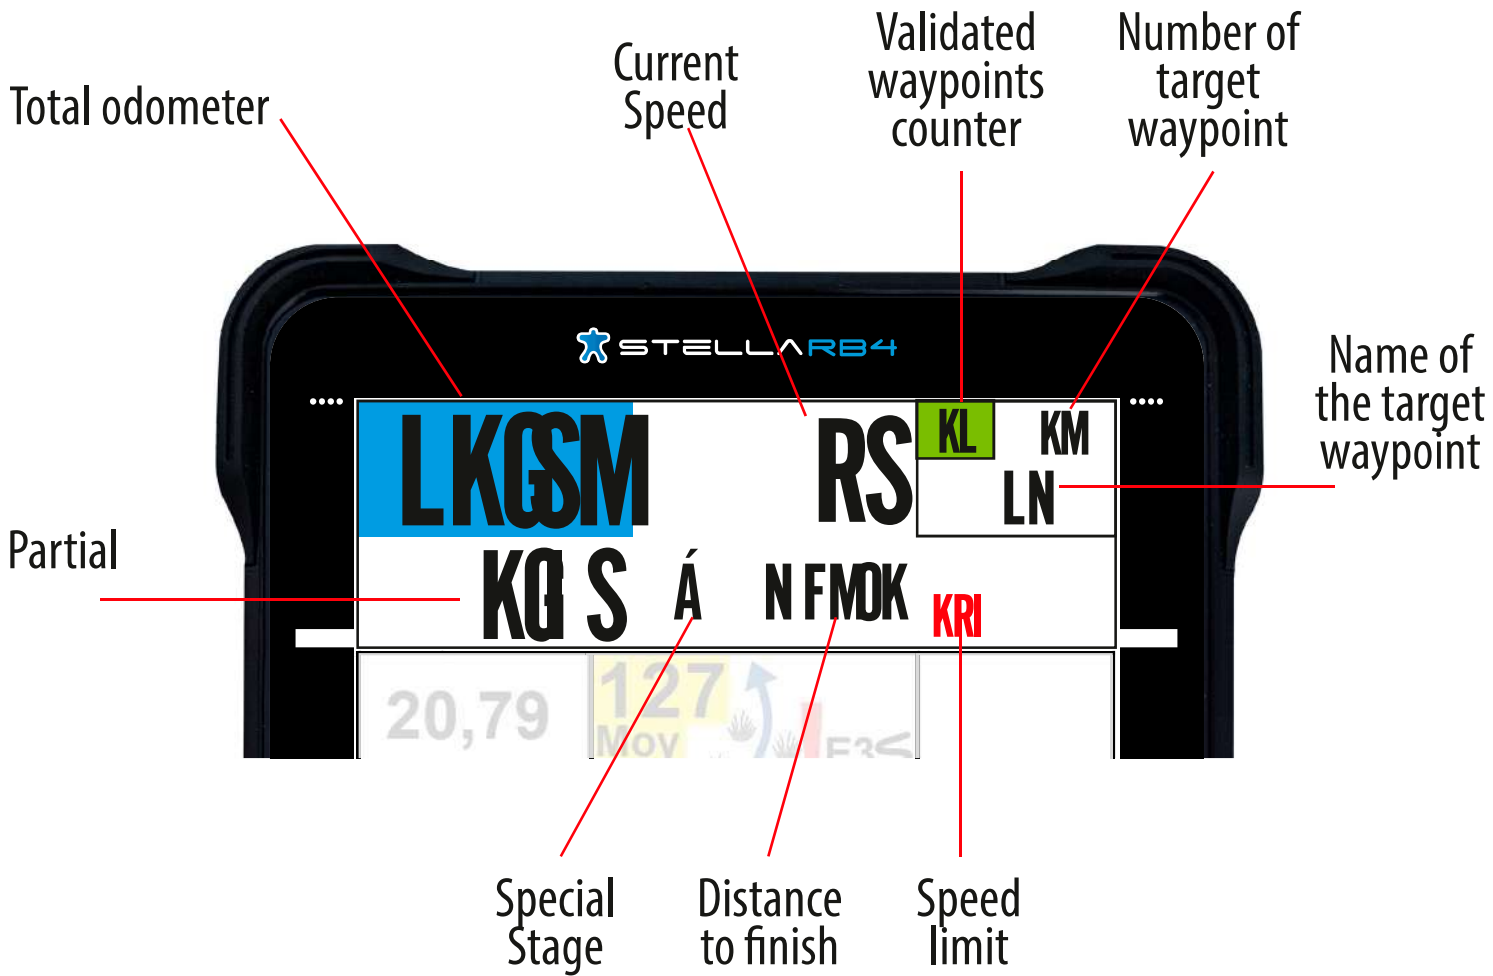 Total odometer
Current
Speed
Validated
waypoints
counter
Number of
target
waypoint
STELLA RB4
Name of
the target
waypoint
LKGSM
RS
KL
KM
LN
Partial
KG S
Á
N FMOK
KRI
20,79
127
Mov
Special
Stage
Distance
to finish
Speed
limit